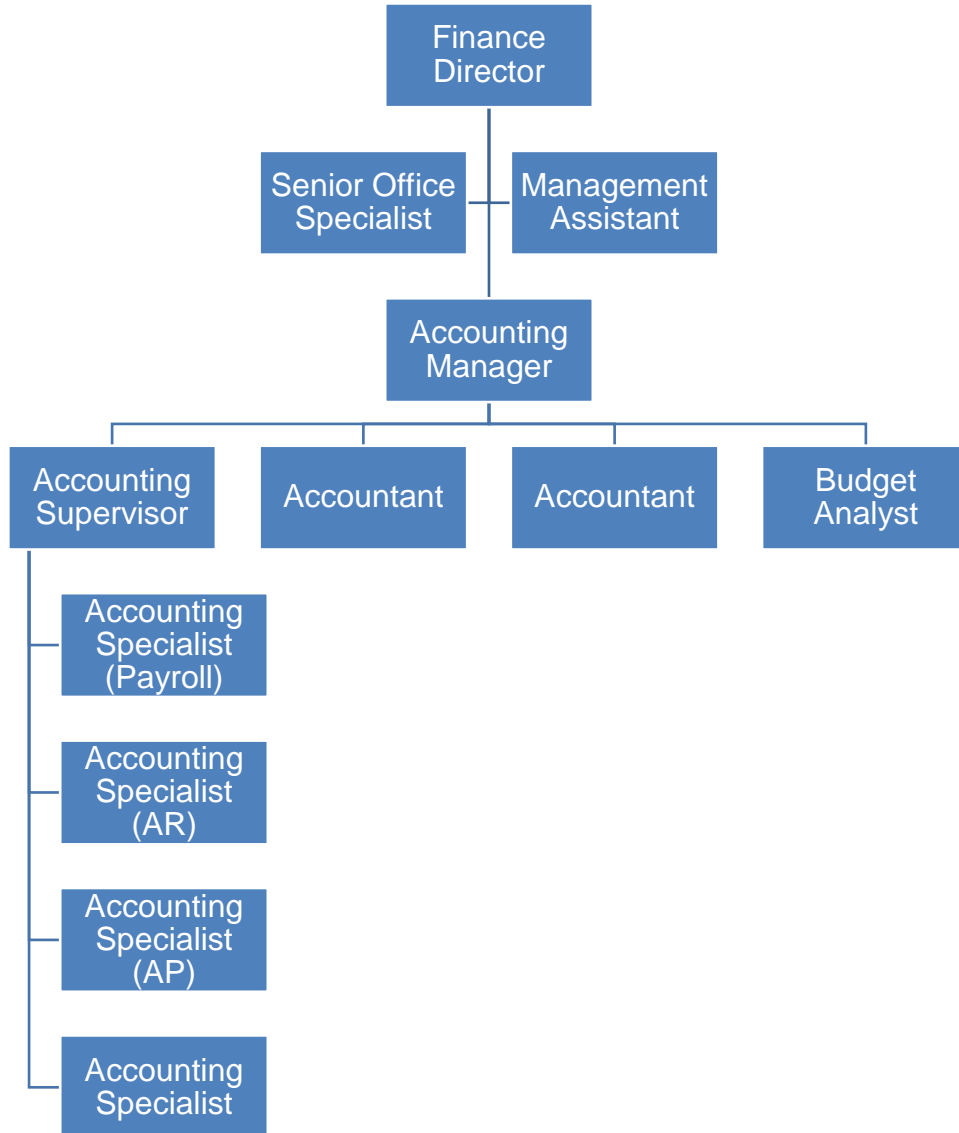 Finance
Director
Senior Office
Specialist
Management
Assistant
Accounting
Manager
Accounting
Supervisor
Accountant
Accountant
Budget
Analyst
Accounting
Specialist
(Payroll)
Accounting
Specialist
(AR)
Accounting
Specialist
(AP)
Accounting
Specialist